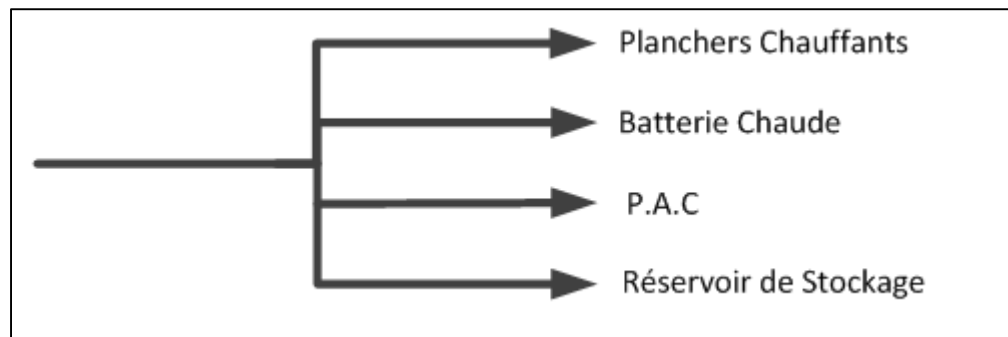 Planchers Chauffants
Batterie Chaude
P.A.C
Réservoir de Stockage